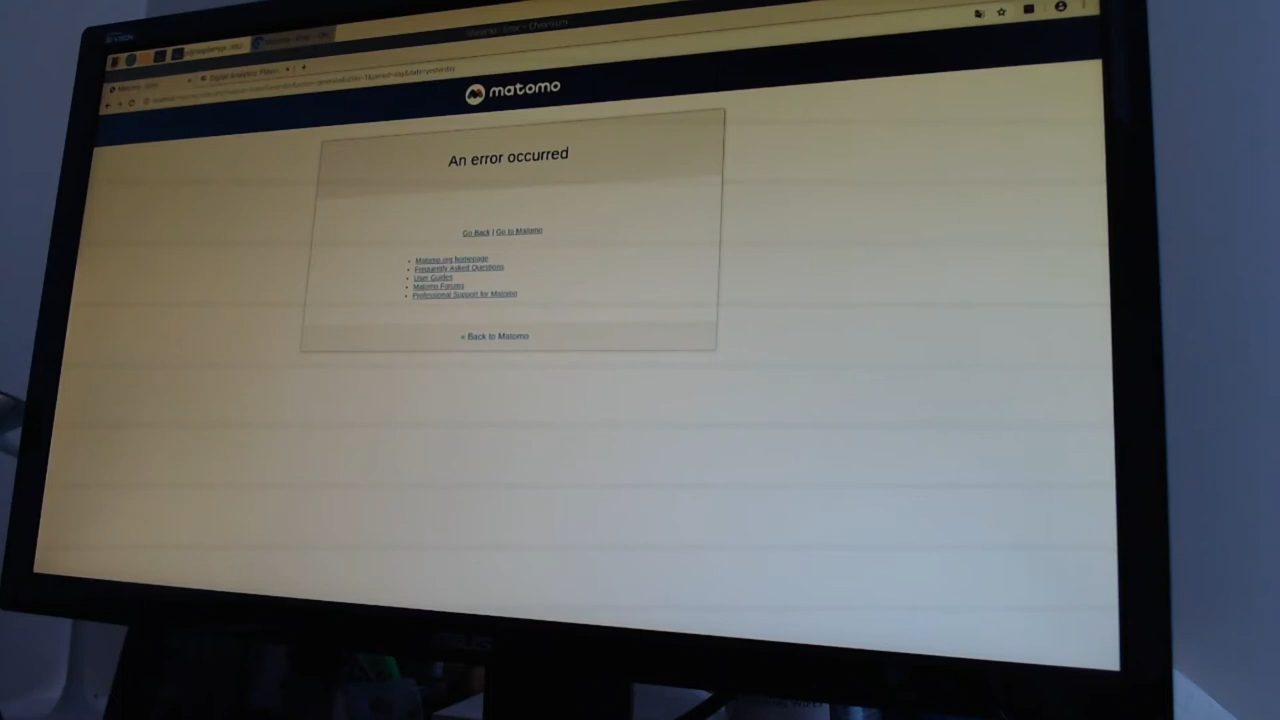 matomo
An error occurred
Go Back | Go to Matomo
Matomo.org homepage
Frequently Asked Questions
User Guides
Matomo Forums
Professional Support for Matomo
« Back to Matomo